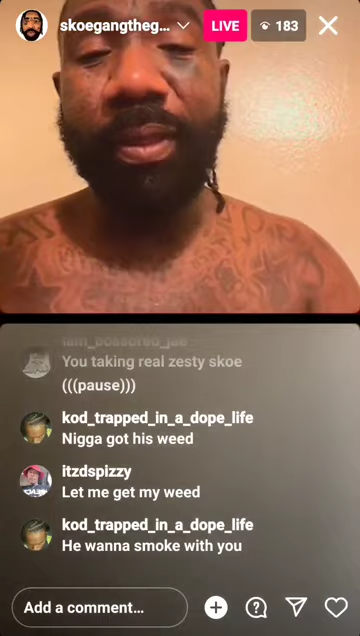 skoegangtheg...
LIVE
183
iam_bossbred_jae
You taking real zesty skoe
(((pause)))
kod_trapped_in_a_dope_life
Nigga got his weed
itzdspizzy
Let me get my weed
kod_trapped_in_a_dope_life
He wanna smoke with you
Add a comment...